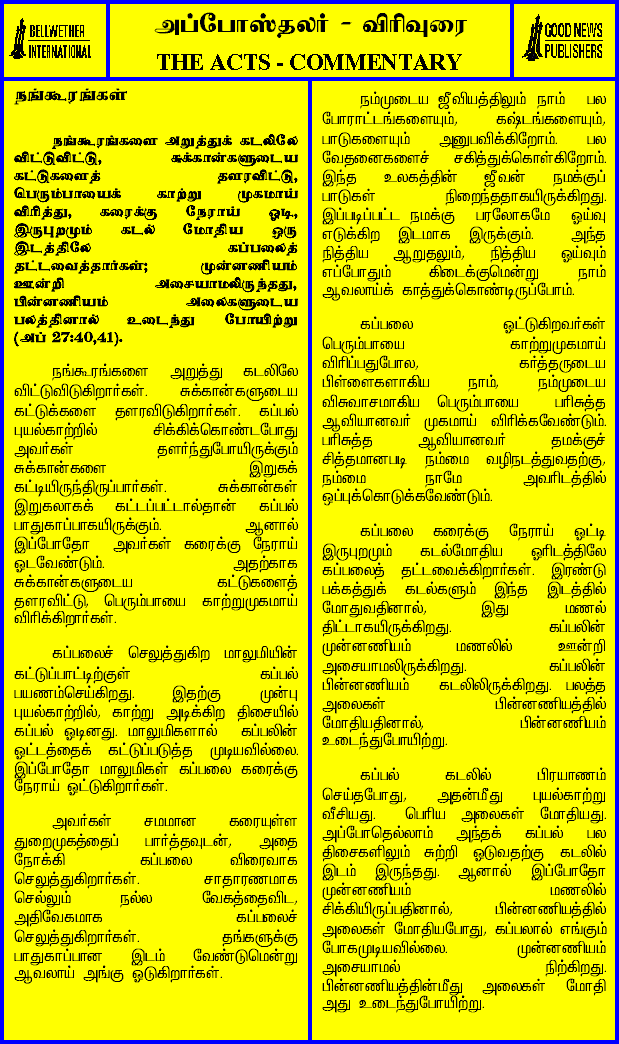 BELLWETHER
INTERNATIONAL
அப்போஸ்தலர் - விரிவுரை
THE ACTS - COMMENTARY
GOOD NEWS
PUBLISHERS
நங்கூரங்கள்
நங்கூரங்களை அறுத்துக் கடலிலே
விட்டுவிட்டு, சுக்கான்களுடைய
கட்டுகளைத் தளரவிட்டு,
பெரும்பாயைக் காற்று முகமாய்
விரித்து, கரைக்கு நேராய் ஓடி.,
இருபுறமும் கடல் மோதிய ஒரு
இடத்திலே கப்பலைத்
தட்டவைத்தார்கள்; முன்னணியம்
ஊன்றி அசையாமலிருந்தது,
பின்னணியம் அலைகளுடைய
பலத்தினால் உடைந்து போயிற்று
(அப் 27:40,41).
நங்கூரங்களை அறுத்து கடலிலே
விட்டுவிடுகிறார்கள். சுக்கான்களுடைய
கட்டுக்களை தளரவிடுகிறார்கள். கப்பல்
புயல்காற்றில் சிக்கிக்கொண்டபோது
அவர்கள் தளர்ந்துபோயிருக்கும்
சுக்கான்களை இறுகக்
கட்டியிருந்திருப்பார்கள். சுக்கான்கள்
இறுகலாகக் கட்டப்பட்டால்தான் கப்பல்
பாதுகாப்பாகயிருக்கும். ஆனால்
இப்போதோ அவர்கள் கரைக்கு நேராய்
ஓடவேண்டும். அதற்காக
சுக்கான்களுடைய கட்டுகளைத்
தளரவிட்டு, பெரும்பாயை காற்றுமுகமாய்
விரிக்கிறார்கள்.
கப்பலைச் செலுத்துகிற மாலுமியின்
கட்டுப்பாட்டிற்குள் கப்பல்
பயணம்செய்கிறது. இதற்கு முன்பு
புயல்காற்றில், காற்று அடிக்கிற திசையில்
கப்பல் ஓடினது. மாலுமிகளால் கப்பலின்
ஓட்டத்தைக் கட்டுப்படுத்த முடியவில்லை.
இப்போதோ மாலுமிகள் கப்பலை கரைக்கு
நேராய் ஓட்டுகிறார்கள்.
அவர்கள் சமமான கரையுள்ள
துறைமுகத்தைப் பார்த்தவுடன், அதை
நோக்கி கப்பலை விரைவாக
செலுத்துகிறார்கள். சாதாரணமாக
செல்லும் நல்ல வேகத்தைவிட,
அதிவேகமாக கப்பலைச்
செலுத்துகிறார்கள். தங்களுக்கு
பாதுகாப்பான இடம் வேண்டுமென்று
ஆவலாய் அங்கு ஓடுகிறார்கள்.
நம்முடைய ஜீவியத்திலும் நாம் பல
போராட்டங்களையும், கஷ்டங்களையும்,
பாடுகளையும் அனுபவிக்கிறோம். பல
வேதனைகளைச் சகித்துக்கொள்கிறோம்.
இந்த உலகத்தின் ஜீவன் நமக்குப்
பாடுகள் நிறைந்ததாகயிருக்கிறது.
இப்படிப்பட்ட நமக்கு பரலோகமே ஓய்வு
எடுக்கிற இடமாக இருக்கும். அந்த
நித்திய ஆறுதலும், நித்திய ஓய்வும்
எப்போதும் கிடைக்குமென்று நாம்
ஆவலாய்க் காத்துக்கொண்டிருப்போம்.
கப்பலை ஓட்டுகிறவர்கள்
பெரும்பாயை காற்றுமுகமாய்
விரிப்பதுபோல, கர்த்தருடைய
பிள்ளைகளாகிய நாம், நம்முடைய
விசுவாசமாகிய பெரும்பாயை பரிசுத்த
ஆவியானவர் முகமாய் விரிக்கவேண்டும்.
பரிசுத்த ஆவியானவர் தமக்குச்
சித்தமானபடி நம்மை வழிநடத்துவதற்கு,
நம்மை நாமே அவரிடத்தில்
ஒப்புக்கொடுக்கவேண்டும்.
கப்பலை கரைக்கு நேராய் ஓட்டி
இருபுறமும் கடல்மோதிய ஓரிடத்திலே
கப்பலைத் தட்டவைக்கிறார்கள். இரண்டு
பக்கத்துக் கடல்களும் இந்த இடத்தில்
மோதுவதினால், இது மணல்
திட்டாகயிருக்கிறது. கப்பலின்
முன்னணியம் மணலில் ஊன்றி
அசையாமலிருக்கிறது. கப்பலின்
பின்னணியம் கடலிலிருக்கிறது. பலத்த
அலைகள் பின்னணியத்தில்
மோதியதினால், பின்னணியம்
உடைந்துபோயிற்று.
கப்பல் கடலில் பிரயாணம்
செய்தபோது, அதன்மீது புயல்காற்று
வீசியது. பெரிய அலைகள் மோதியது.
அப்போதெல்லாம் அந்தக் கப்பல் பல
திசைகளிலும் சுற்றி ஓடுவதற்கு கடலில்
இடம் இருந்தது. ஆனால் இப்போதோ
முன்னணியம் மணலில்
சிக்கியிருப்பதினால், பின்னணியத்தில்
அலைகள் மோதியபோது, கப்பலால் எங்கும்
போகமுடியவில்லை. முன்னணியம்
அசையாமல் நிற்கிறது.
பின்னணியத்தின்மீது அலைகள் மோதி
அது உடைந்துபோயிற்று.